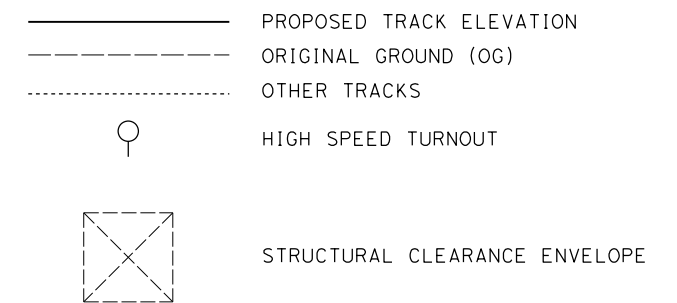 PROPOSED TRACK ELEVATION
ORIGINAL GROUND (OG)
OTHER TRACKS
HIGH SPEED TURNOUT
STRUCTURAL CLEARANCE ENVELOPE